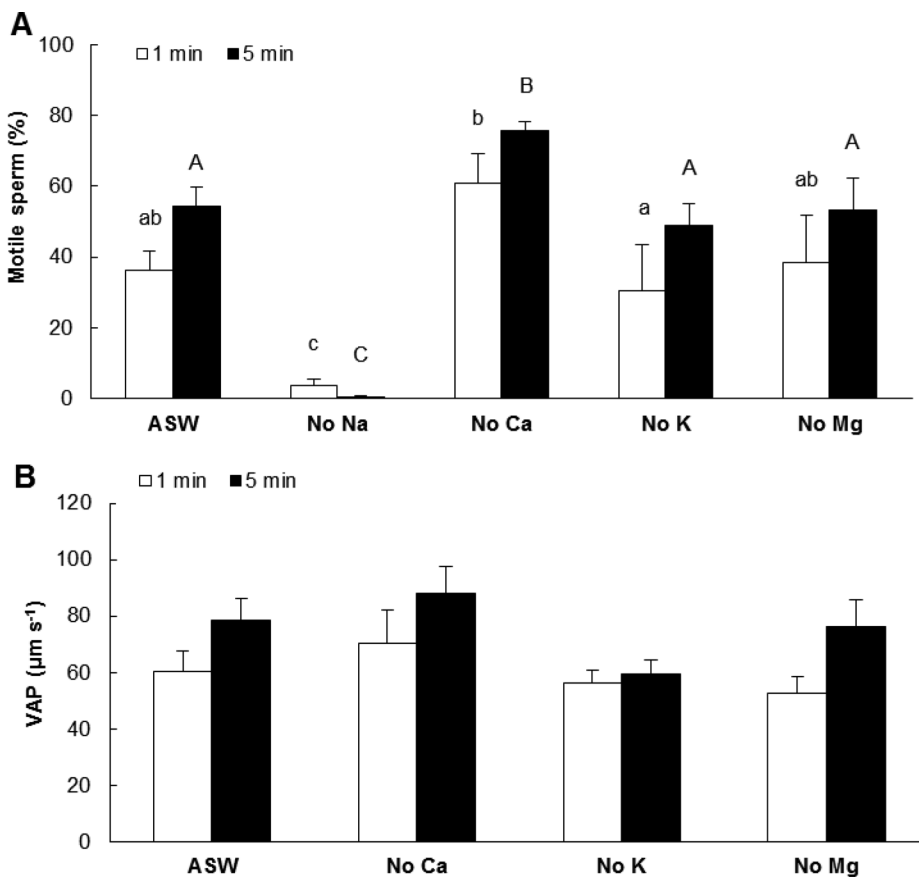 A
100
1 min 5 min
80
60
40
20
0
Motile sperm (%)
ab A
c C
b B
a A
ab A
ASW No Na No Ca No K No Mg
B
1 min 5 min
120
100
80
60
40
20
0
VAP (µm s-1)
ASW No Ca No K No Mg